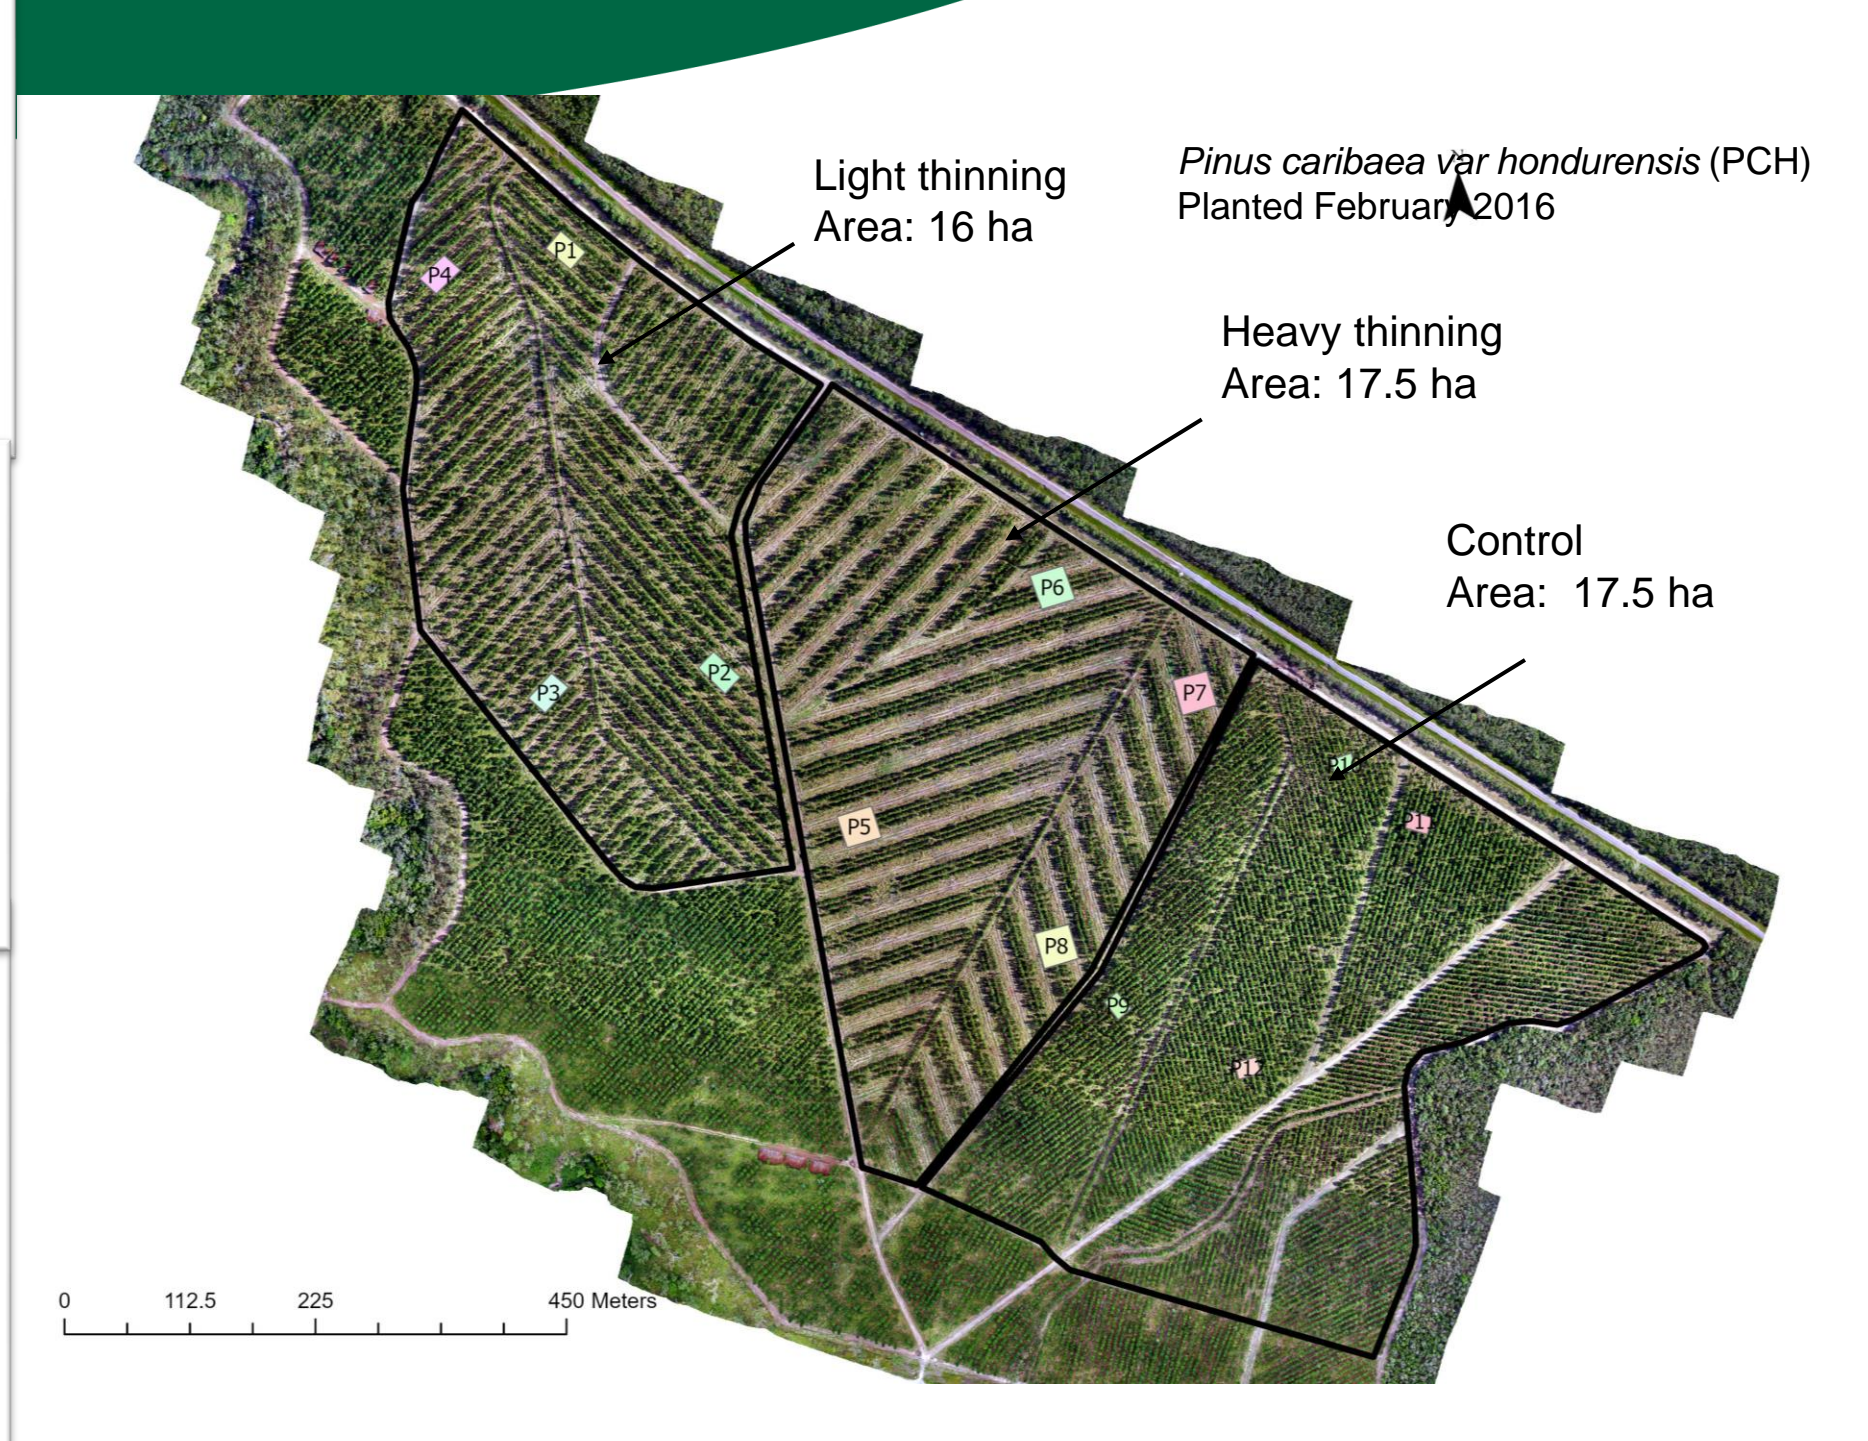 Pinus caribaea var hondurensis (PCH)
Planted February 2016
N
Light thinning
Area: 16 ha
Heavy thinning
Area: 17.5 ha
Control
Area: 17.5 ha
P1
P4
P6
P2
P3
P7
P5
P8
P9
P12
0 112.5 225 450 Meters